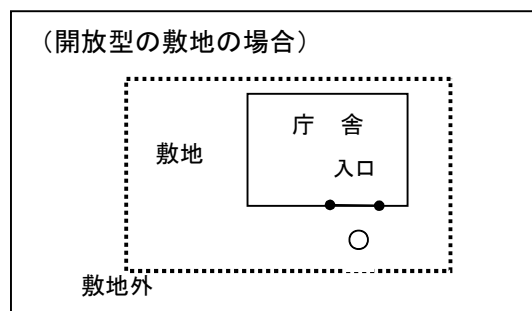 （開放型の敷地の場合）
庁 舎
敷地
入口
敷地外